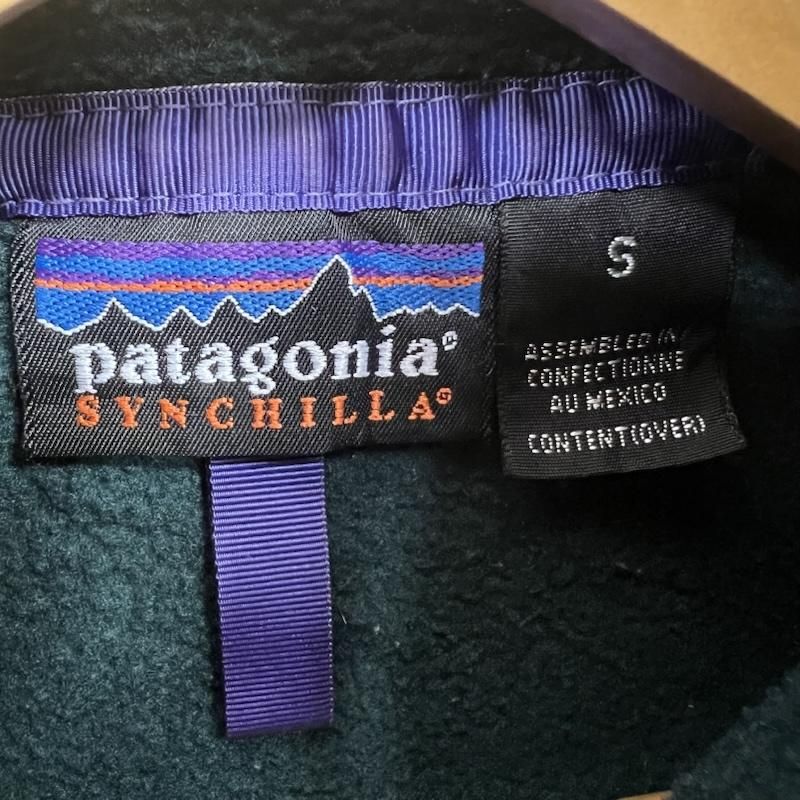 patagonia®
SYNCHILLA®
S
ASSEMBLED IN/
CONFECTIONNE
AU MEXICO
CONTENT(OVER)